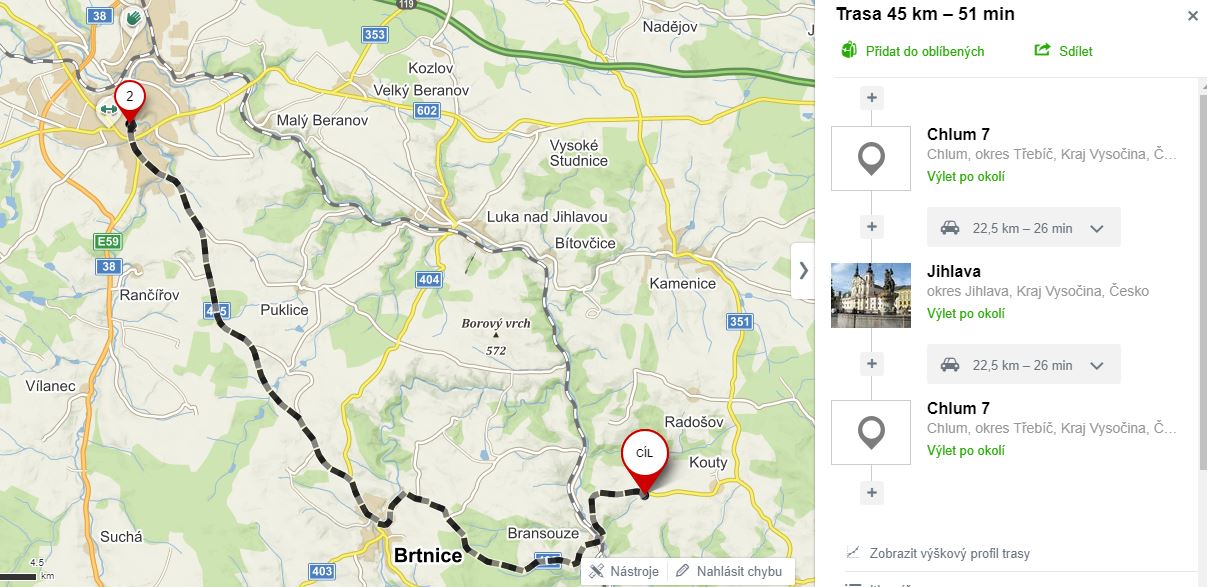 38
119
Nadějov
353
Kozlov
Velký Beranov
602
2
Malý Beranov
Vysoké
Studnice
Luka nad Jihlavou
Bítovčice
E59
38
404
Kamenice
Rančířov
Puklice
351
Borový vrch
572
Vílanec
Radošov
CÍL
Kouty
Suchá
Bransouze
Brtnice
403
4.5
km
Nástroje
Nahlásit chybu
Trasa 45 km – 51 min
Přidat do oblíbených
Sdílet
Chlum 7
Chlum, okres Třebíč, Kraj Vysočina, Č…
Výlet po okolí
22,5 km – 26 min
Jihlava
okres Jihlava, Kraj Vysočina, Česko
Výlet po okolí
22,5 km – 26 min
Chlum 7
Chlum, okres Třebíč, Kraj Vysočina, Č…
Výlet po okolí
Zobrazit výškový profil trasy